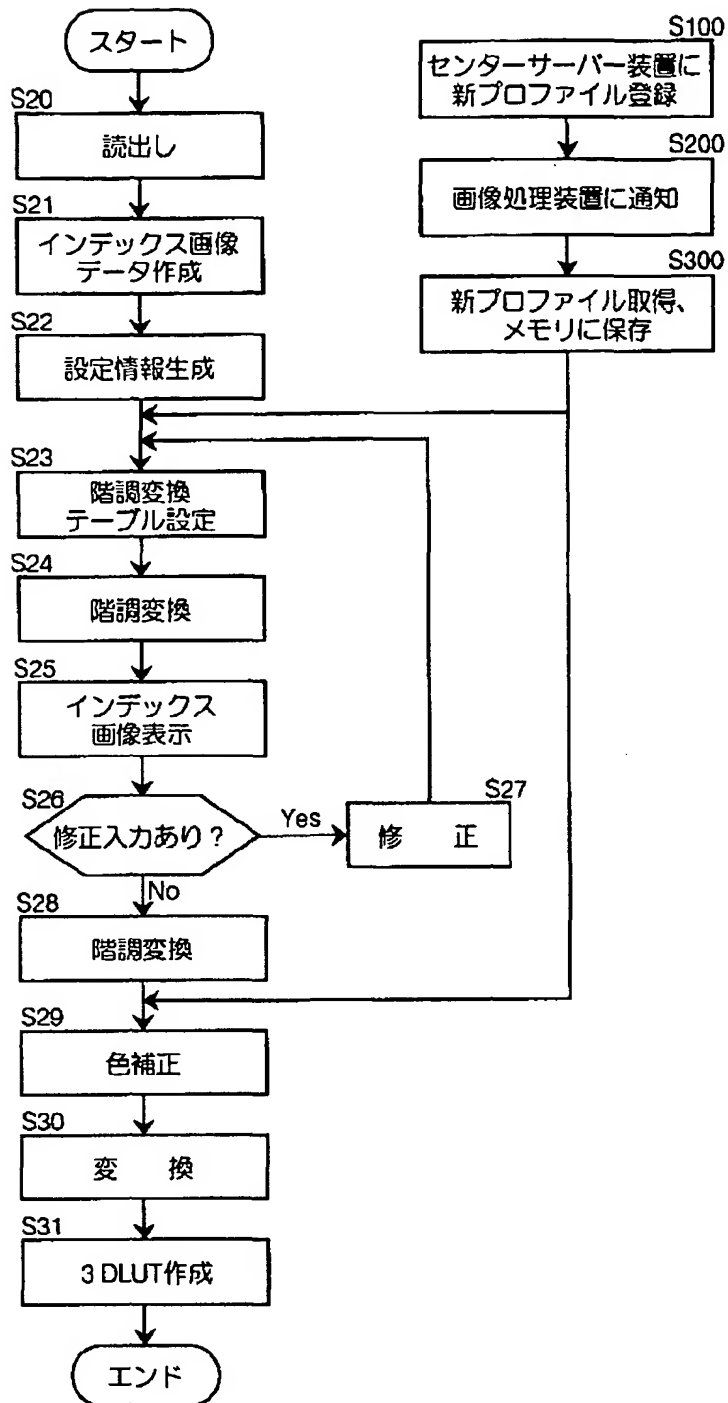 スタート
S20
読出し
S21
インデックス画像
データ作成
S22
設定情報生成
S23
階調変換
テーブル設定
S24
階調変換
S25
インデックス
画像表示
S26
修正入力あり?
Yes
S27
修 正
No
S28
階調変換
S29
色補正
S30
変 換
S31
3DLUT作成
エンド
S100
センターサーバー装置に
新プロファイル登録
S200
画像処理装置に通知
S300
新プロファイル取得、
メモリに保存